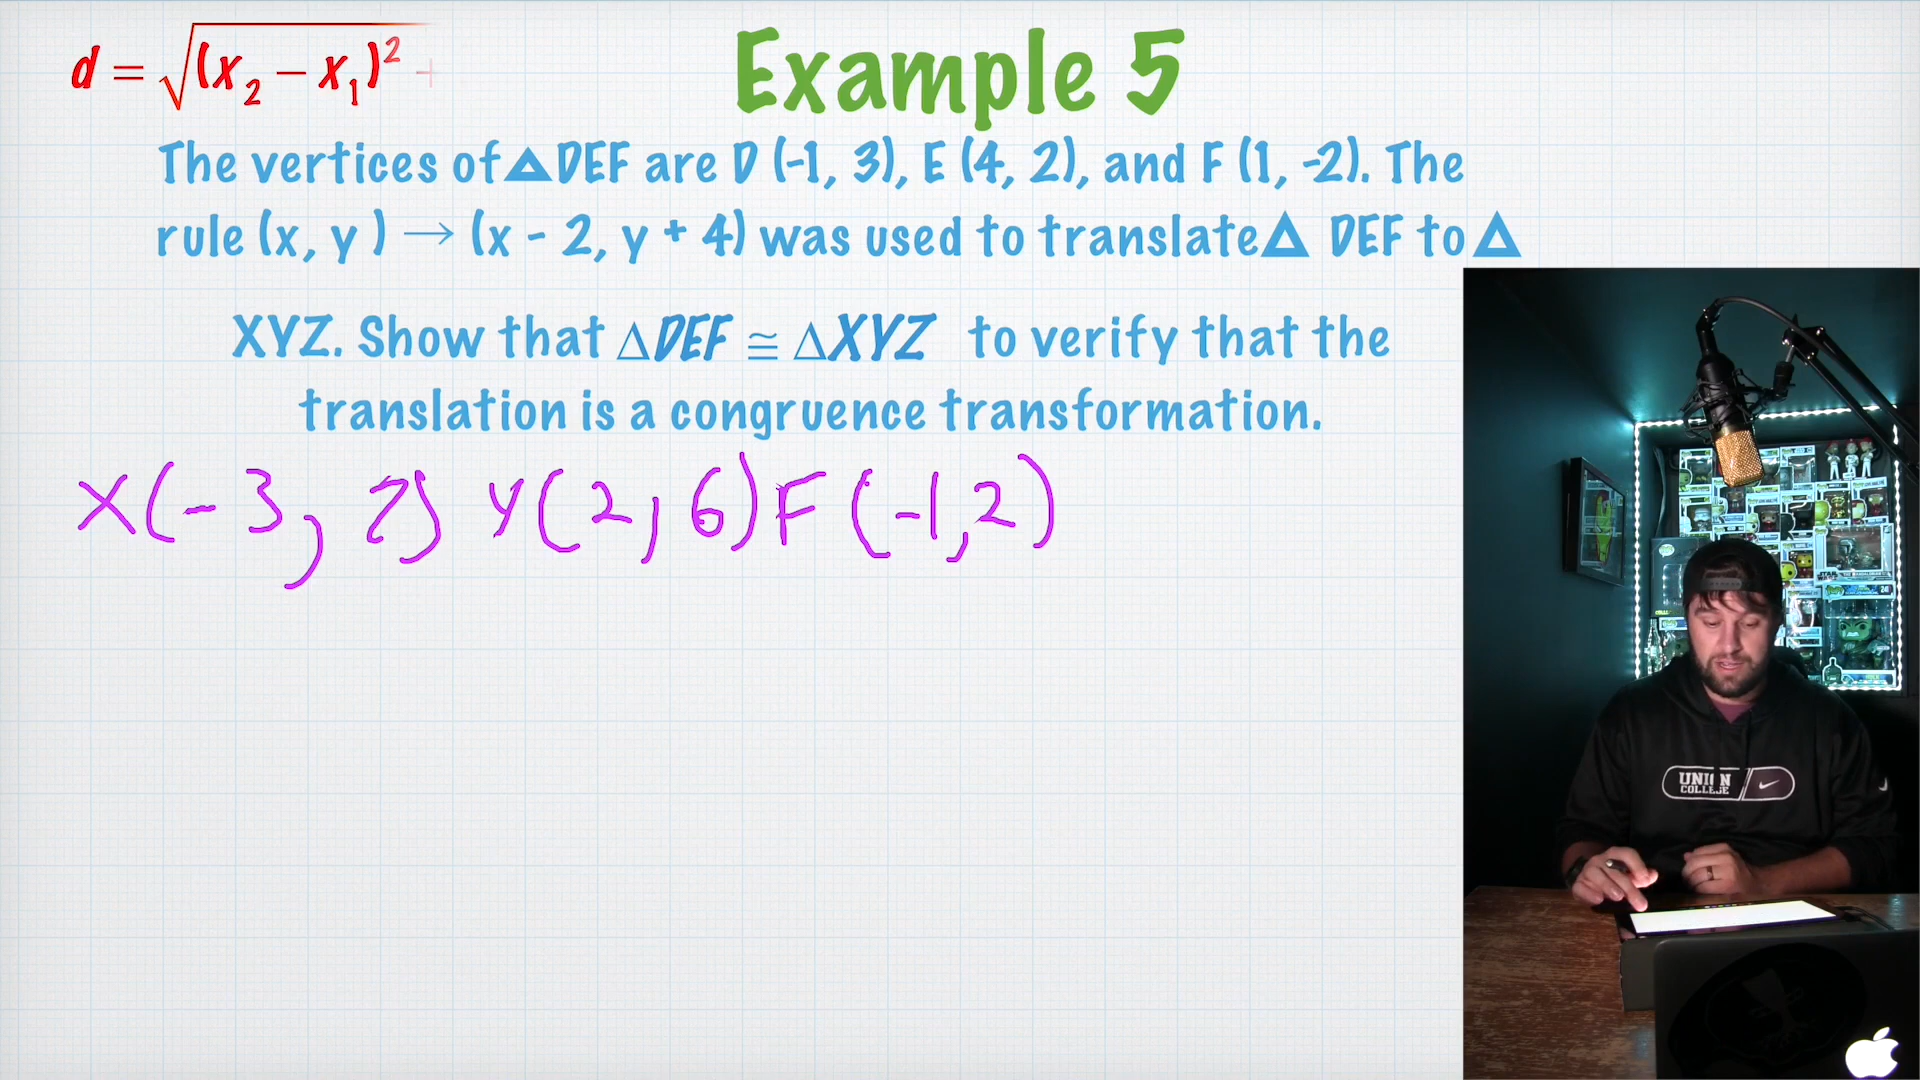 d = √(x₂ − x₁)² +
Example 5
The vertices of △DEF are D (-1, 3), E (4, 2), and F (1, -2). The
rule (x, y ) → (x - 2, y + 4) was used to translate △ DEF to △
XYZ. Show that △DEF ≅ △XYZ to verify that the
translation is a congruence transformation.
X(-3, 7) Y(2, 6) F(-1, 2)
UNION
COLLEGE